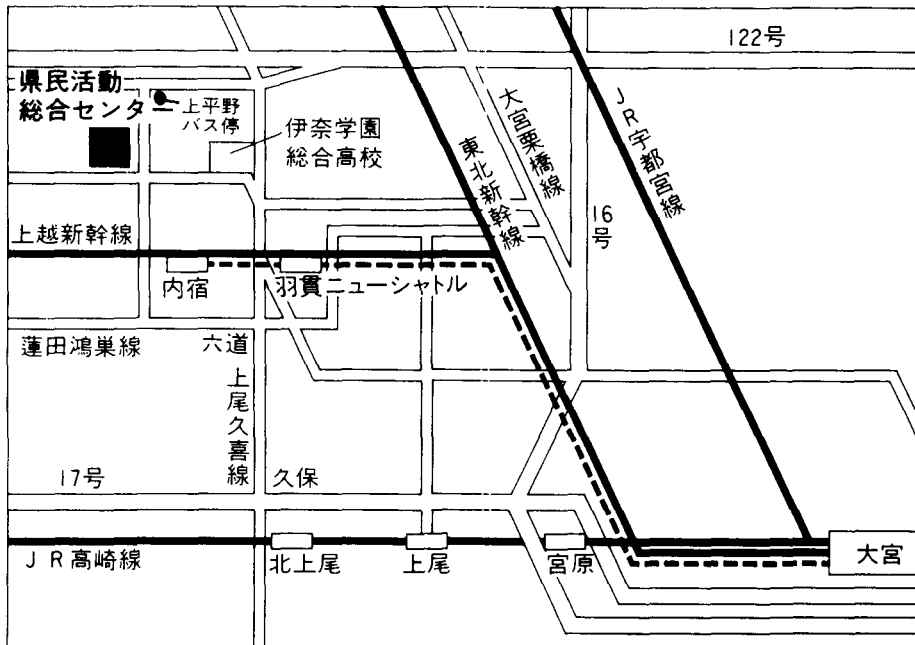 122号
県民活動
総合センター
上平野
バス停
伊奈学園
総合高校
大宮栗橋線
JR宇都宮線
東北新幹線
16号
上越新幹線
内宿
羽貫ニューシャトル
蓮田鴻巣線
六道
上尾久喜線
17号
久保
JR高崎線
北上尾
上尾
宮原
大宮